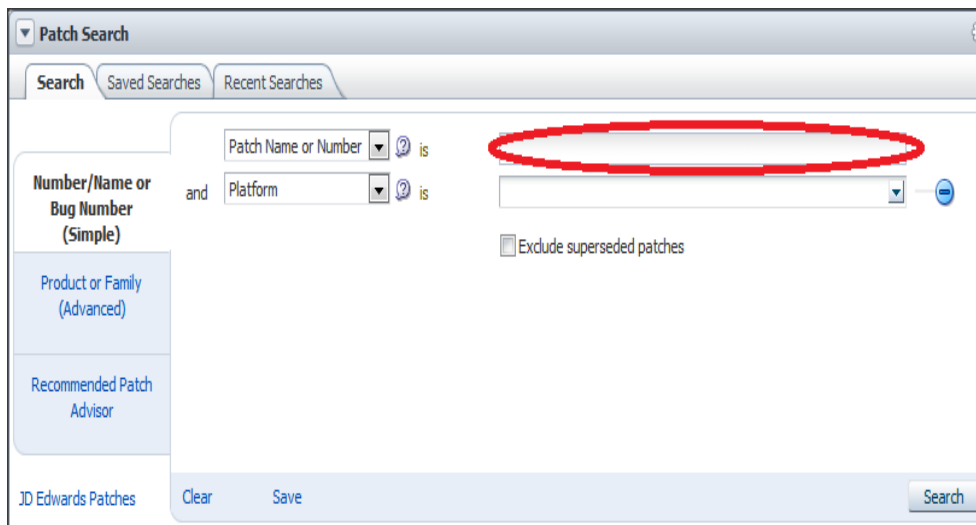 Patch Search
Search Saved Searches Recent Searches
Patch Name or Number is
and Platform is
Exclude superseded patches
Number/Name or
Bug Number
(Simple)
Product or Family
(Advanced)
Recommended Patch
Advisor
JD Edwards Patches
Clear Save Search